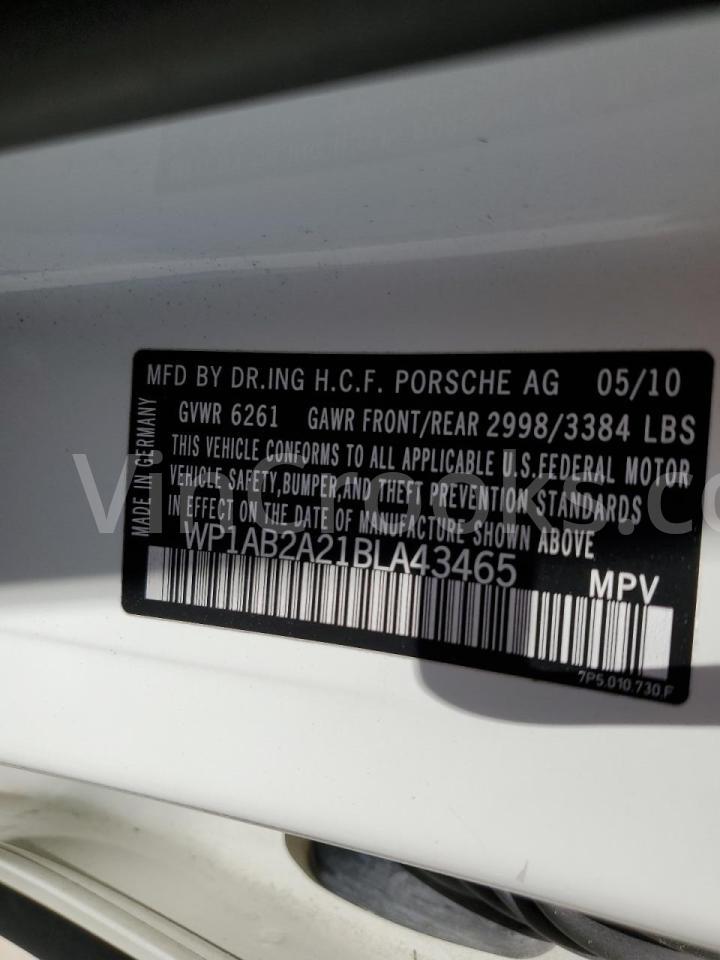 MFD BY DR.ING H.C.F. PORSCHE AG 05/10
GVWR 6261 GAWR FRONT/REAR 2998/3384 LBS
THIS VEHICLE CONFORMS TO ALL APPLICABLE U.S.FEDERAL MOTOR
VEHICLE SAFETY,BUMPER,AND THEFT PREVENTION STANDARDS
IN EFFECT ON THE DATE OF MANUFACTURE SHOWN ABOVE
WP1AB2A21BLA43465
MPV
7P5.010.730.F
MADE IN GERMANY
VinCrooks.co